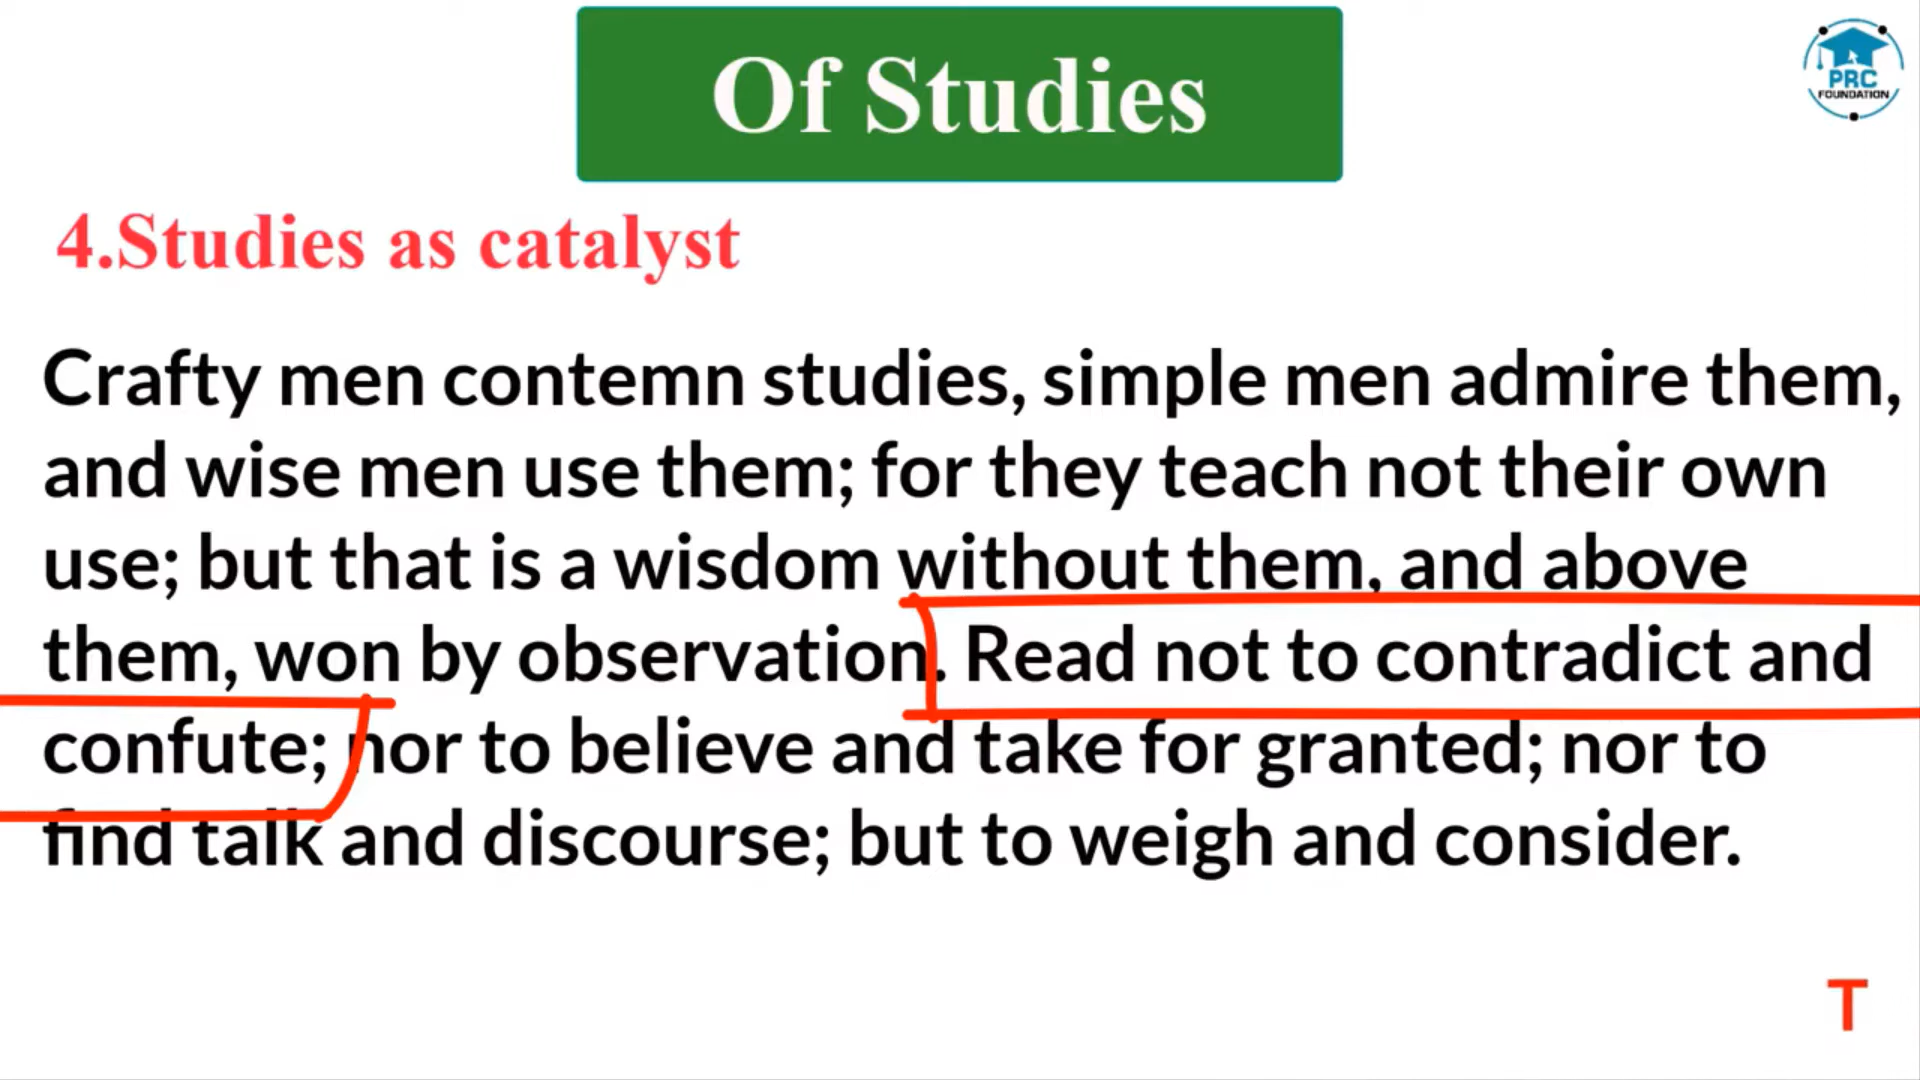 Of Studies
PRC
FOUNDATION
4.Studies as catalyst
Crafty men contemn studies, simple men admire them,
and wise men use them; for they teach not their own
use; but that is a wisdom without them, and above
them, won by observation. Read not to contradict and
confute; nor to believe and take for granted; nor to
find talk and discourse; but to weigh and consider.
T